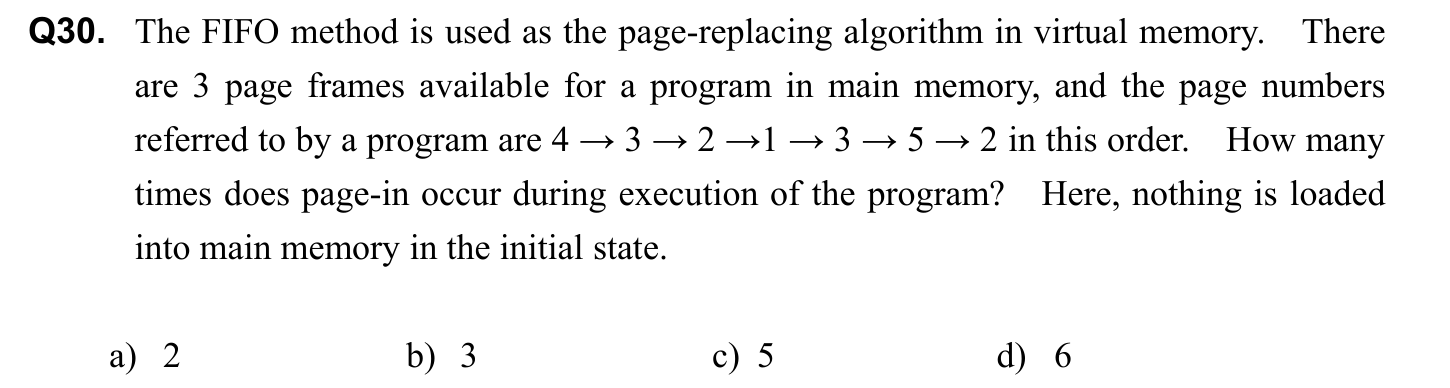 Q30. The FIFO method is used as the page-replacing algorithm in virtual memory. There
are 3 page frames available for a program in main memory, and the page numbers
referred to by a program are 4 → 3 → 2 →1 → 3 → 5 → 2 in this order. How many
times does page-in occur during execution of the program? Here, nothing is loaded
into main memory in the initial state.
a) 2 b) 3 c) 5 d) 6